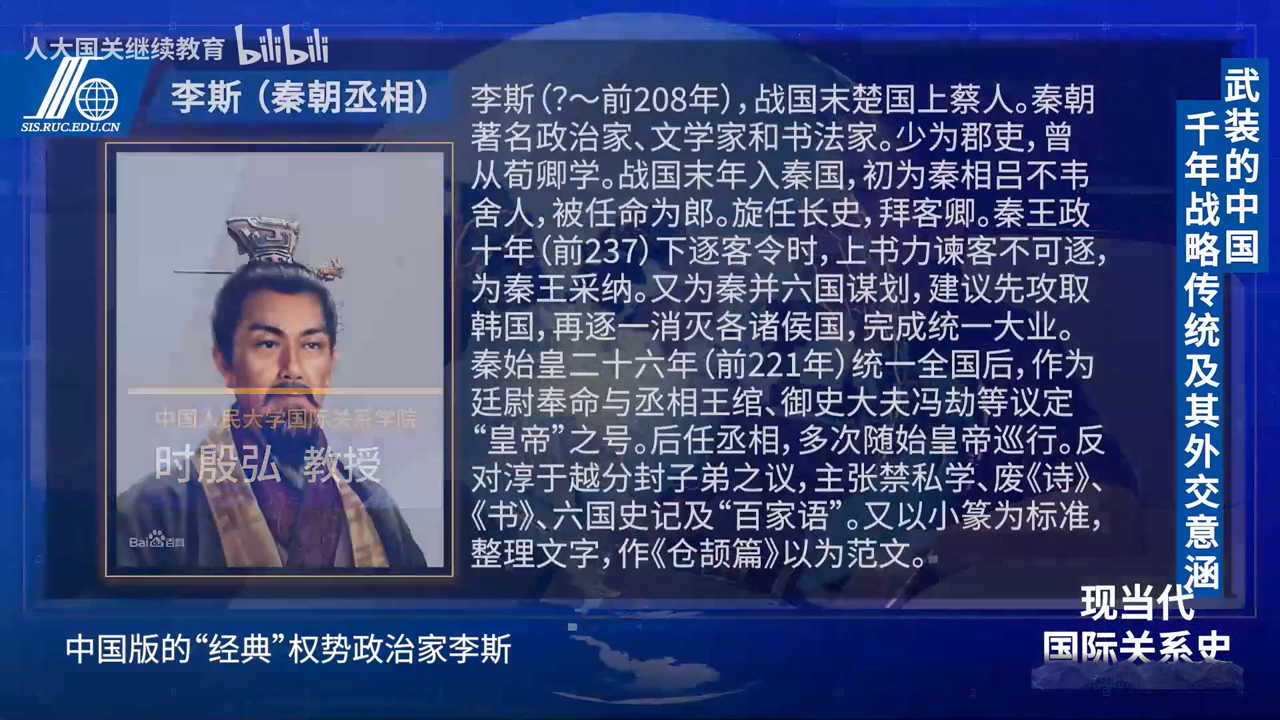 人大国关继续教育 bilibili
SIS.RUC.EDU.CN
李斯（秦朝丞相）
李斯（？～前208年），战国末楚国上蔡人。秦朝
著名政治家、文学家和书法家。少为郡吏，曾
从荀卿学。战国末年入秦国，初为秦相吕不韦
舍人，被任命为郎。旋任长史，拜客卿。秦王政
十年（前237）下逐客令时，上书力谏客不可逐，
为秦王采纳。又为秦并六国谋划，建议先攻取
韩国，再逐一消灭各诸侯国，完成统一大业。
秦始皇二十六年（前221年）统一全国后，作为
廷尉奉命与丞相王绾、御史大夫冯劫等议定
“皇帝”之号。后任丞相，多次随始皇帝巡行。反
对淳于越分封子弟之议，主张禁私学、废《诗》、
《书》、六国史记及“百家语”。又以小篆为标准，
整理文字，作《仓颉篇》以为范文。
中国人民大学国际关系学院
时殷弘 教授
Bai百科
武装的中国
千年战略传统及其外交意涵
现当代
国际关系史
中国版的“经典”权势政治家李斯